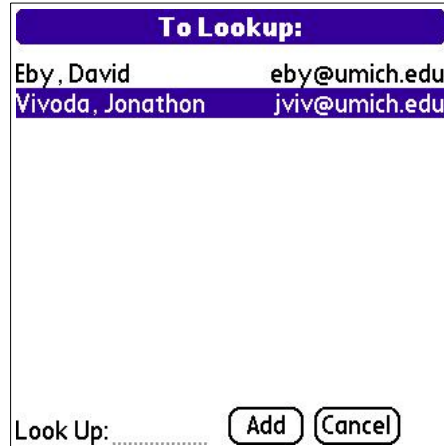 To Lookup:
Eby, David eby@umich.edu
Vivoda, Jonathon jviv@umich.edu
Look Up: Add Cancel